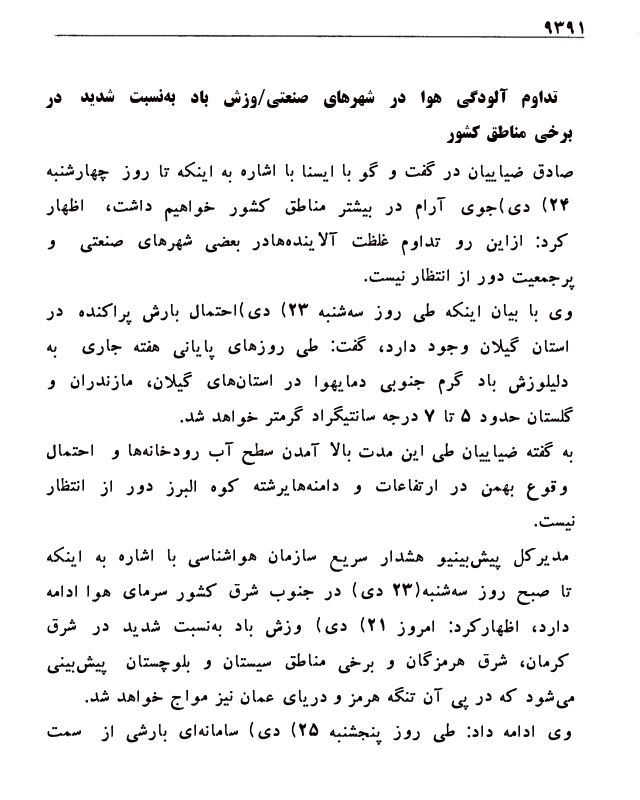 ۹۳۹۱
تداوم آلودگی هوا در شهرهای صنعتی/وزش باد به‌نسبت شدید در
برخی مناطق کشور
صادق ضیاییان در گفت و گو با ایسنا با اشاره به اینکه تا روز چهارشنبه
۲۴) دی)جوی آرام در بیشتر مناطق کشور خواهیم داشت، اظهار
کرد: ازاین رو تداوم غلظت آلاینده‌هادر بعضی شهرهای صنعتی و
پرجمعیت دور از انتظار نیست.
وی با بیان اینکه طی روز سه‌شنبه ۲۳) دی)احتمال بارش پراکنده در
استان گیلان وجود دارد، گفت: طی روزهای پایانی هفته جاری به
دلیلوزش باد گرم جنوبی دمایهوا در استان‌های گیلان، مازندران و
گلستان حدود ۵ تا ۷ درجه سانتیگراد گرمتر خواهد شد.
به گفته ضیاییان طی این مدت بالا آمدن سطح آب رودخانه‌ها و احتمال
وقوع بهمن در ارتفاعات و دامنه‌هایرشته کوه البرز دور از انتظار
نیست.
مدیرکل پیش‌بینیو هشدار سریع سازمان هواشناسی با اشاره به اینکه
تا صبح روز سه‌شنبه(۲۳ دی) در جنوب شرق کشور سرمای هوا ادامه
دارد، اظهارکرد: امروز ۲۱) دی) وزش باد به‌نسبت شدید در شرق
کرمان، شرق هرمزگان و برخی مناطق سیستان و بلوچستان پیش‌بینی
می‌شود که در پی آن تنگه هرمز و دریای عمان نیز مواج خواهد شد.
وی ادامه داد: طی روز پنجشنبه ۲۵) دی) سامانه‌ای بارشی از سمت